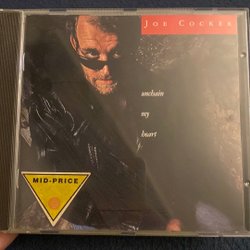 JOE COCKER
unchain
my
heart
MID-PRICE